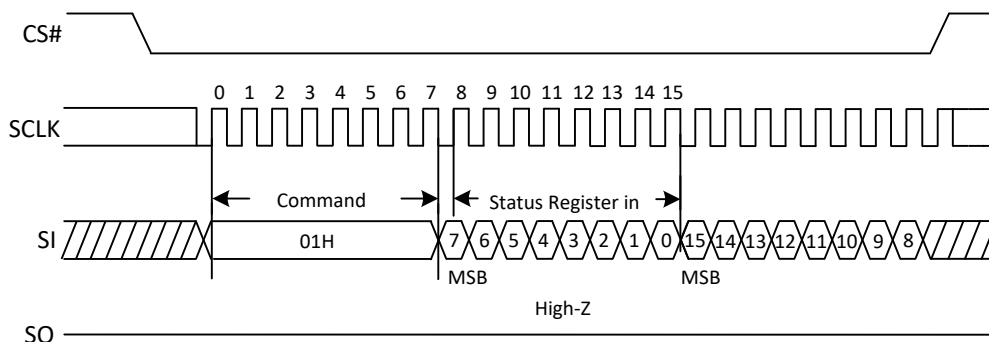 CS#
0 1 2 3 4 5 6 7 8 9 10 11 12 13 14 15
SCLK
Command Status Register in
SI 01H 7 6 5 4 3 2 1 0 15 14 13 12 11 10 9 8
MSB MSB
High-Z
SO